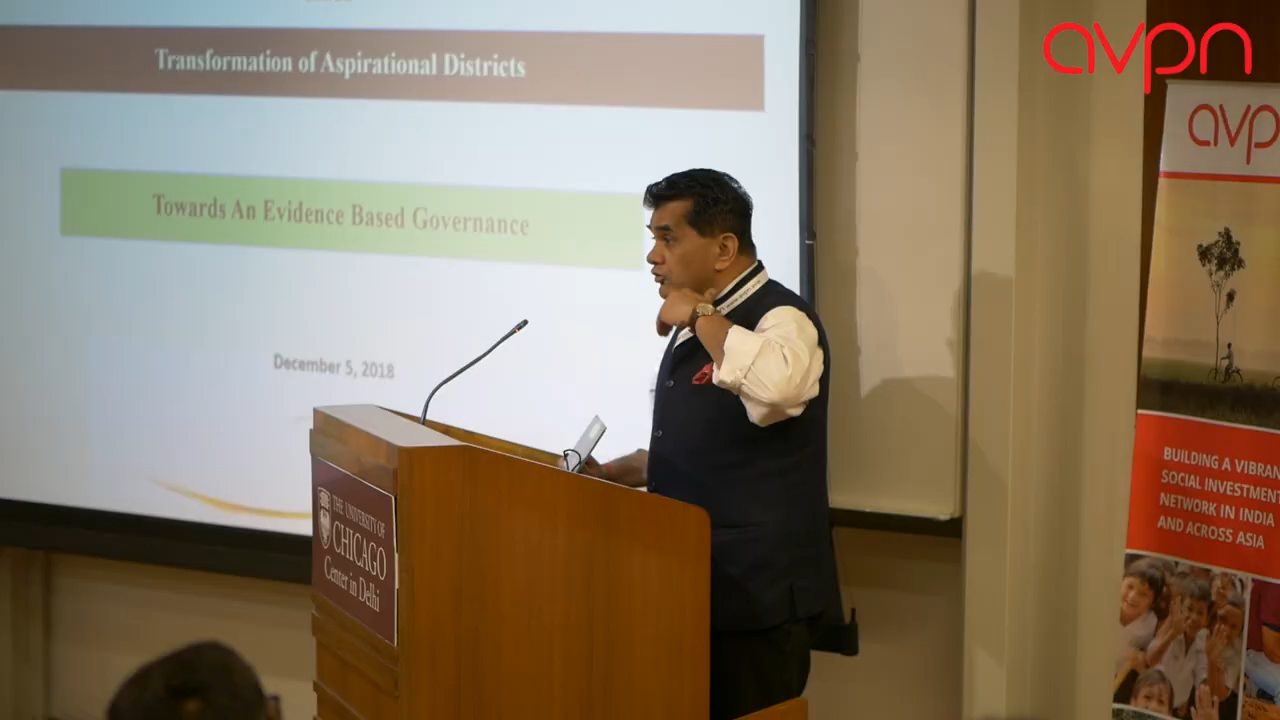 Transformation of Aspirational Districts
Towards An Evidence Based Governance
December 5, 2018
THE UNIVERSITY OF
CHICAGO
Center in Delhi
avpn
avpn
BUILDING A VIBRAN
SOCIAL INVESTMENT
NETWORK IN INDIA
AND ACROSS ASIA